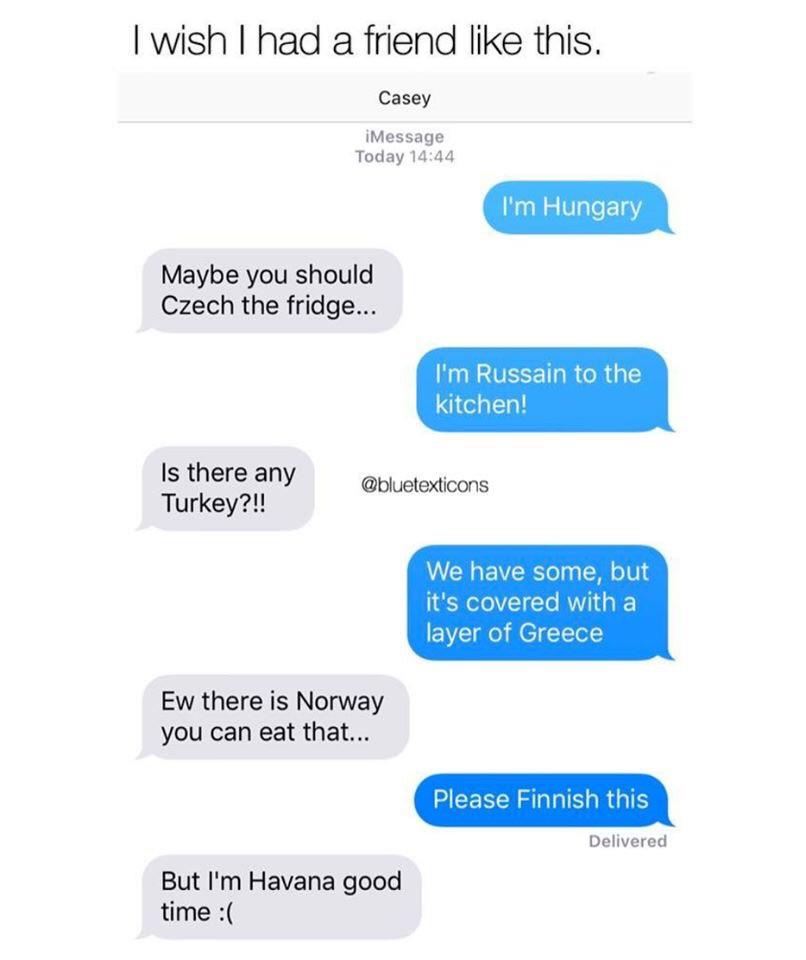 I wish I had a friend like this.
Casey
iMessage
Today 14:44
I'm Hungary
Maybe you should
Czech the fridge...
I'm Russain to the
kitchen!
Is there any
Turkey?!!
@bluetexticons
We have some, but
it's covered with a
layer of Greece
Ew there is Norway
you can eat that...
Please Finnish this
Delivered
But I'm Havana good
time :(